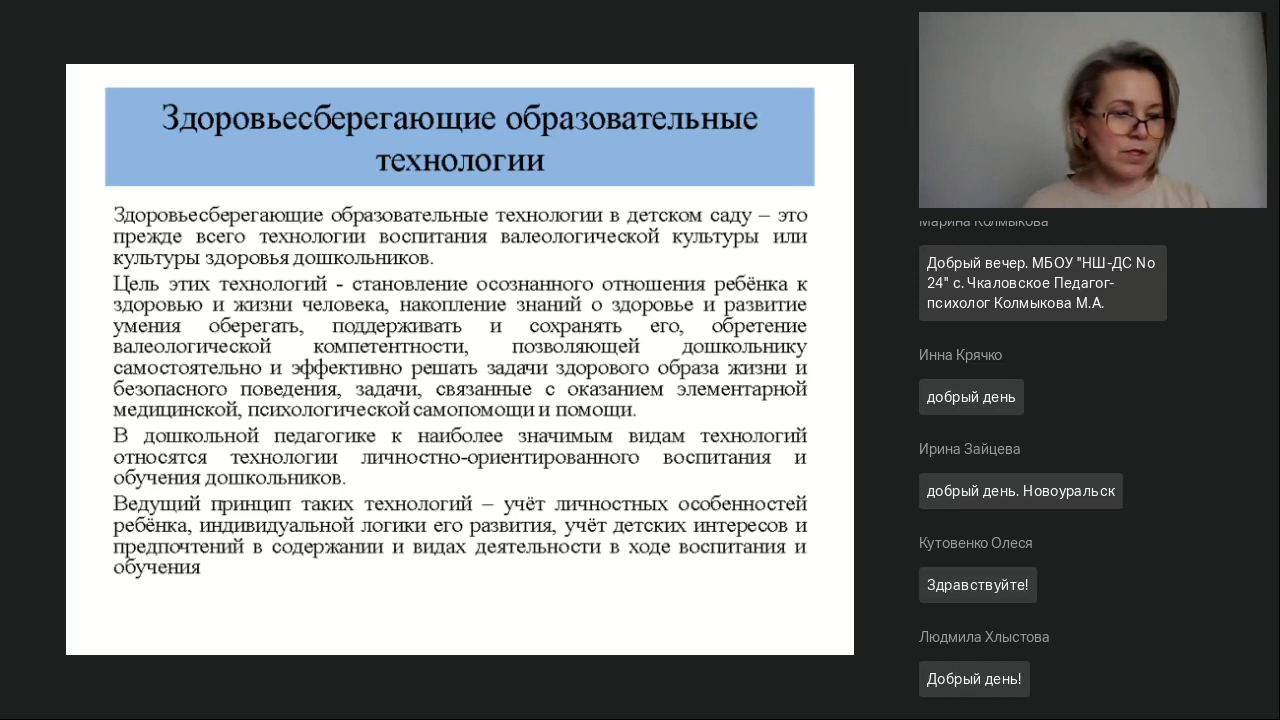 Здоровьесберегающие образовательные
технологии
Здоровьесберегающие образовательные технологии в детском саду – это
прежде всего технологии воспитания валеологической культуры или
культуры здоровья дошкольников.
Цель этих технологий - становление осознанного отношения ребёнка к
здоровью и жизни человека, накопление знаний о здоровье и развитие
умения оберегать, поддерживать и сохранять его, обретение
валеологической компетентности, позволяющей дошкольнику
самостоятельно и эффективно решать задачи здорового образа жизни и
безопасного поведения, задачи, связанные с оказанием элементарной
медицинской, психологической самопомощи и помощи.
В дошкольной педагогике к наиболее значимым видам технологий
относятся технологии личностно-ориентированного воспитания и
обучения дошкольников.
Ведущий принцип таких технологий – учёт личностных особенностей
ребёнка, индивидуальной логики его развития, учёт детских интересов и
предпочтений в содержании и видах деятельности в ходе воспитания и
обучения
Марина Колмыкова
Добрый вечер. МБОУ "НШ-ДС No
24" с. Чкаловское Педагог-
психолог Колмыкова М.А.
Инна Крячко
добрый день
Ирина Зайцева
добрый день. Новоуральск
Кутовенко Олеся
Здравствуйте!
Людмила Хлыстова
Добрый день!